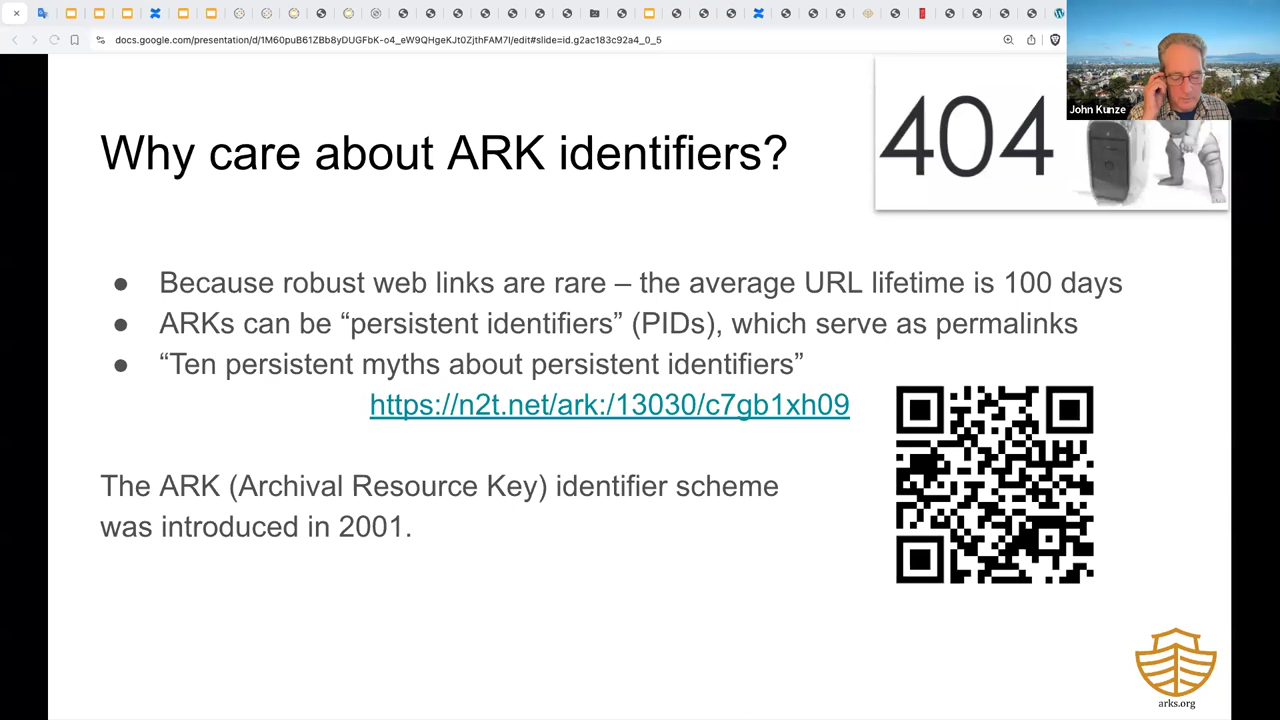 docs.google.com/presentation/d/1M60puB61ZBb8yDUGFbK-o4_eW9QHgeKJt0ZjthFAM7I/edit#slide=id.g2ac183c92a4_0_5
John Kunze
404
Why care about ARK identifiers?
● Because robust web links are rare – the average URL lifetime is 100 days
● ARKs can be “persistent identifiers” (PIDs), which serve as permalinks
● “Ten persistent myths about persistent identifiers”
https://n2t.net/ark:/13030/c7gb1xh09
The ARK (Archival Resource Key) identifier scheme
was introduced in 2001.
arks.org